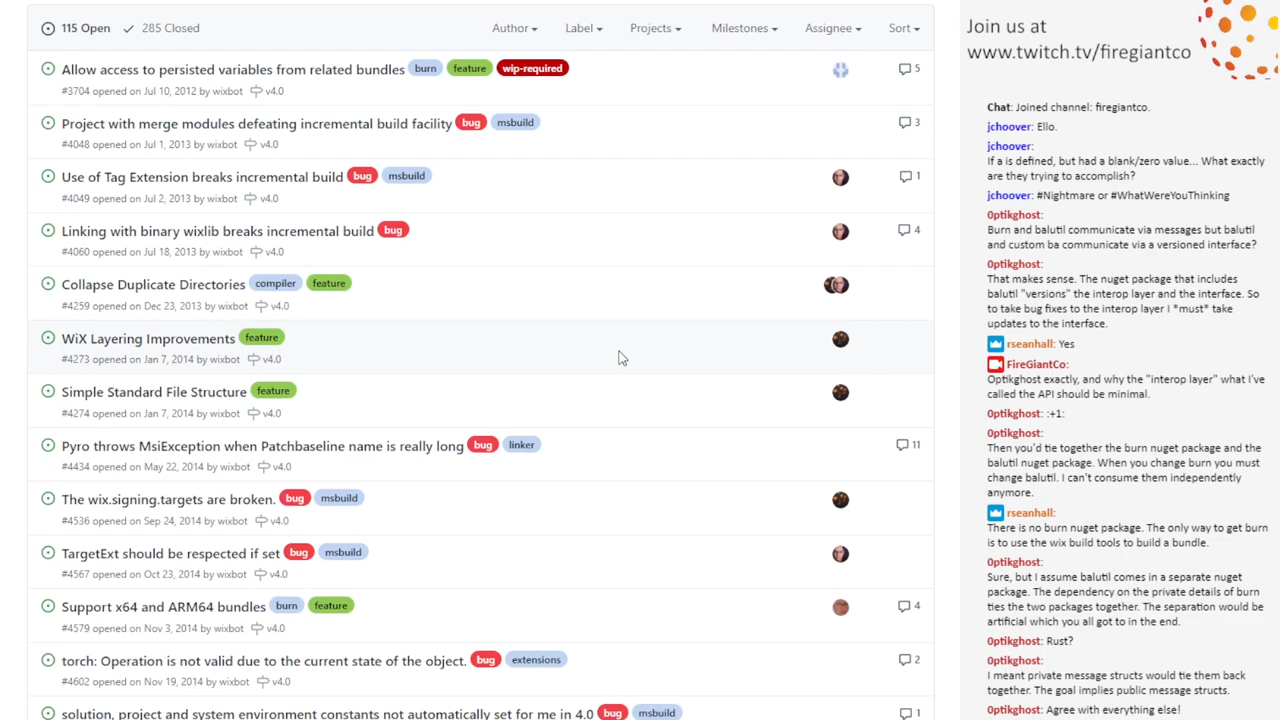 115 Open 285 Closed Author Label Projects Milestones Assignee Sort
Allow access to persisted variables from related bundles burn feature wip-required 5
#3704 opened on Jul 10, 2012 by wixbot v4.0
Project with merge modules defeating incremental build facility bug msbuild 3
#4048 opened on Jul 1, 2013 by wixbot v4.0
Use of Tag Extension breaks incremental build bug msbuild 1
#4049 opened on Jul 2, 2013 by wixbot v4.0
Linking with binary wixlib breaks incremental build bug 4
#4060 opened on Jul 18, 2013 by wixbot v4.0
Collapse Duplicate Directories compiler feature
#4259 opened on Dec 23, 2013 by wixbot v4.0
WiX Layering Improvements feature
#4273 opened on Jan 7, 2014 by wixbot v4.0
Simple Standard File Structure feature
#4274 opened on Jan 7, 2014 by wixbot v4.0
Pyro throws MsiException when Patchbaseline name is really long bug linker 11
#4434 opened on May 22, 2014 by wixbot v4.0
The wix.signing.targets are broken. bug msbuild
#4536 opened on Sep 24, 2014 by wixbot v4.0
TargetExt should be respected if set bug msbuild
#4567 opened on Oct 23, 2014 by wixbot v4.0
Support x64 and ARM64 bundles burn feature 4
#4579 opened on Nov 3, 2014 by wixbot v4.0
torch: Operation is not valid due to the current state of the object. bug extensions 2
#4602 opened on Nov 19, 2014 by wixbot v4.0
solution, project and system environment constants not automatically set for me in 4.0 bug msbuild 1
Join us at
www.twitch.tv/firegiantco
Chat: Joined channel: firegiantco.
jchoover: Ello.
jchoover:
If a is defined, but had a blank/zero value... What exactly
are they trying to accomplish?
jchoover: #Nightmare or #WhatWereYouThinking
0ptikghost:
Burn and balutil communicate via messages but balutil
and custom ba communicate via a versioned interface?
0ptikghost:
That makes sense. The nuget package that includes
balutil "versions" the interop layer and the interface. So
to take bug fixes to the interop layer I *must* take
updates to the interface.
rseanhall: Yes
FireGiantCo:
0ptikghost exactly, and why the "interop layer" what I've
called the API should be minimal.
0ptikghost: :+1:
0ptikghost:
Then you'd tie together the burn nuget package and the
balutil nuget package. When you change burn you must
change balutil. I can't consume them independently
anymore.
rseanhall:
There is no burn nuget package. The only way to get burn
is to use the wix build tools to build a bundle.
0ptikghost:
Sure, but I assume balutil comes in a separate nuget
package. The dependency on the private details of burn
ties the two packages together. The separation would be
artificial which you all got to in the end.
0ptikghost: Rust?
0ptikghost:
I meant private message structs would tie them back
together. The goal implies public message structs.
0ptikghost: Agree with everything else!